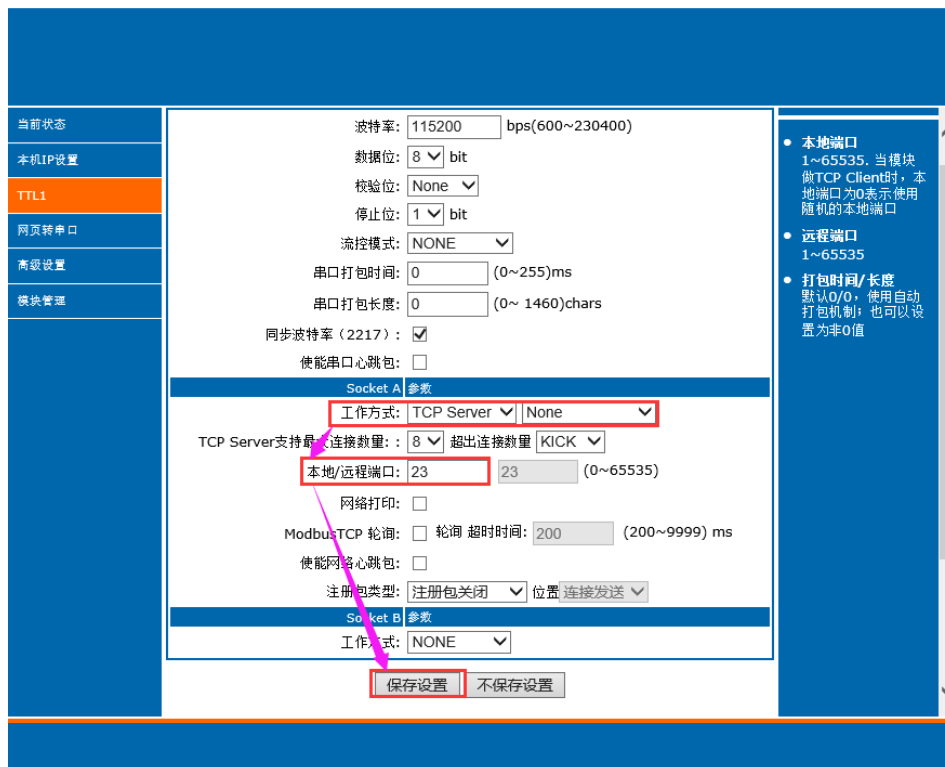 当前状态
本机IP设置
TTL1
网页转串口
高级设置
模块管理
波特率: 115200 bps(600~230400)
数据位: 8 bit
校验位: None
停止位: 1 bit
流控模式: NONE
串口打包时间: 0 (0~255)ms
串口打包长度: 0 (0~ 1460)chars
同步波特率（2217）:
使能串口心跳包:
Socket A 参数
工作方式: TCP Server None
TCP Server支持最大连接数量: : 8 超出连接数量 KICK
本地/远程端口: 23 23 (0~65535)
网络打印:
ModbusTCP 轮询: 轮询 超时时间: 200 (200~9999) ms
使能网络心跳包:
注册包类型: 注册包关闭 位置 连接发送
Socket B 参数
工作方式: NONE
保存设置 不保存设置
本地端口
1~65535. 当模块
做TCP Client时，本
地端口为0表示使用
随机的本地端口
远程端口
1~65535
打包时间/长度
默认0/0，使用自动
打包机制；也可以设
置为非0值